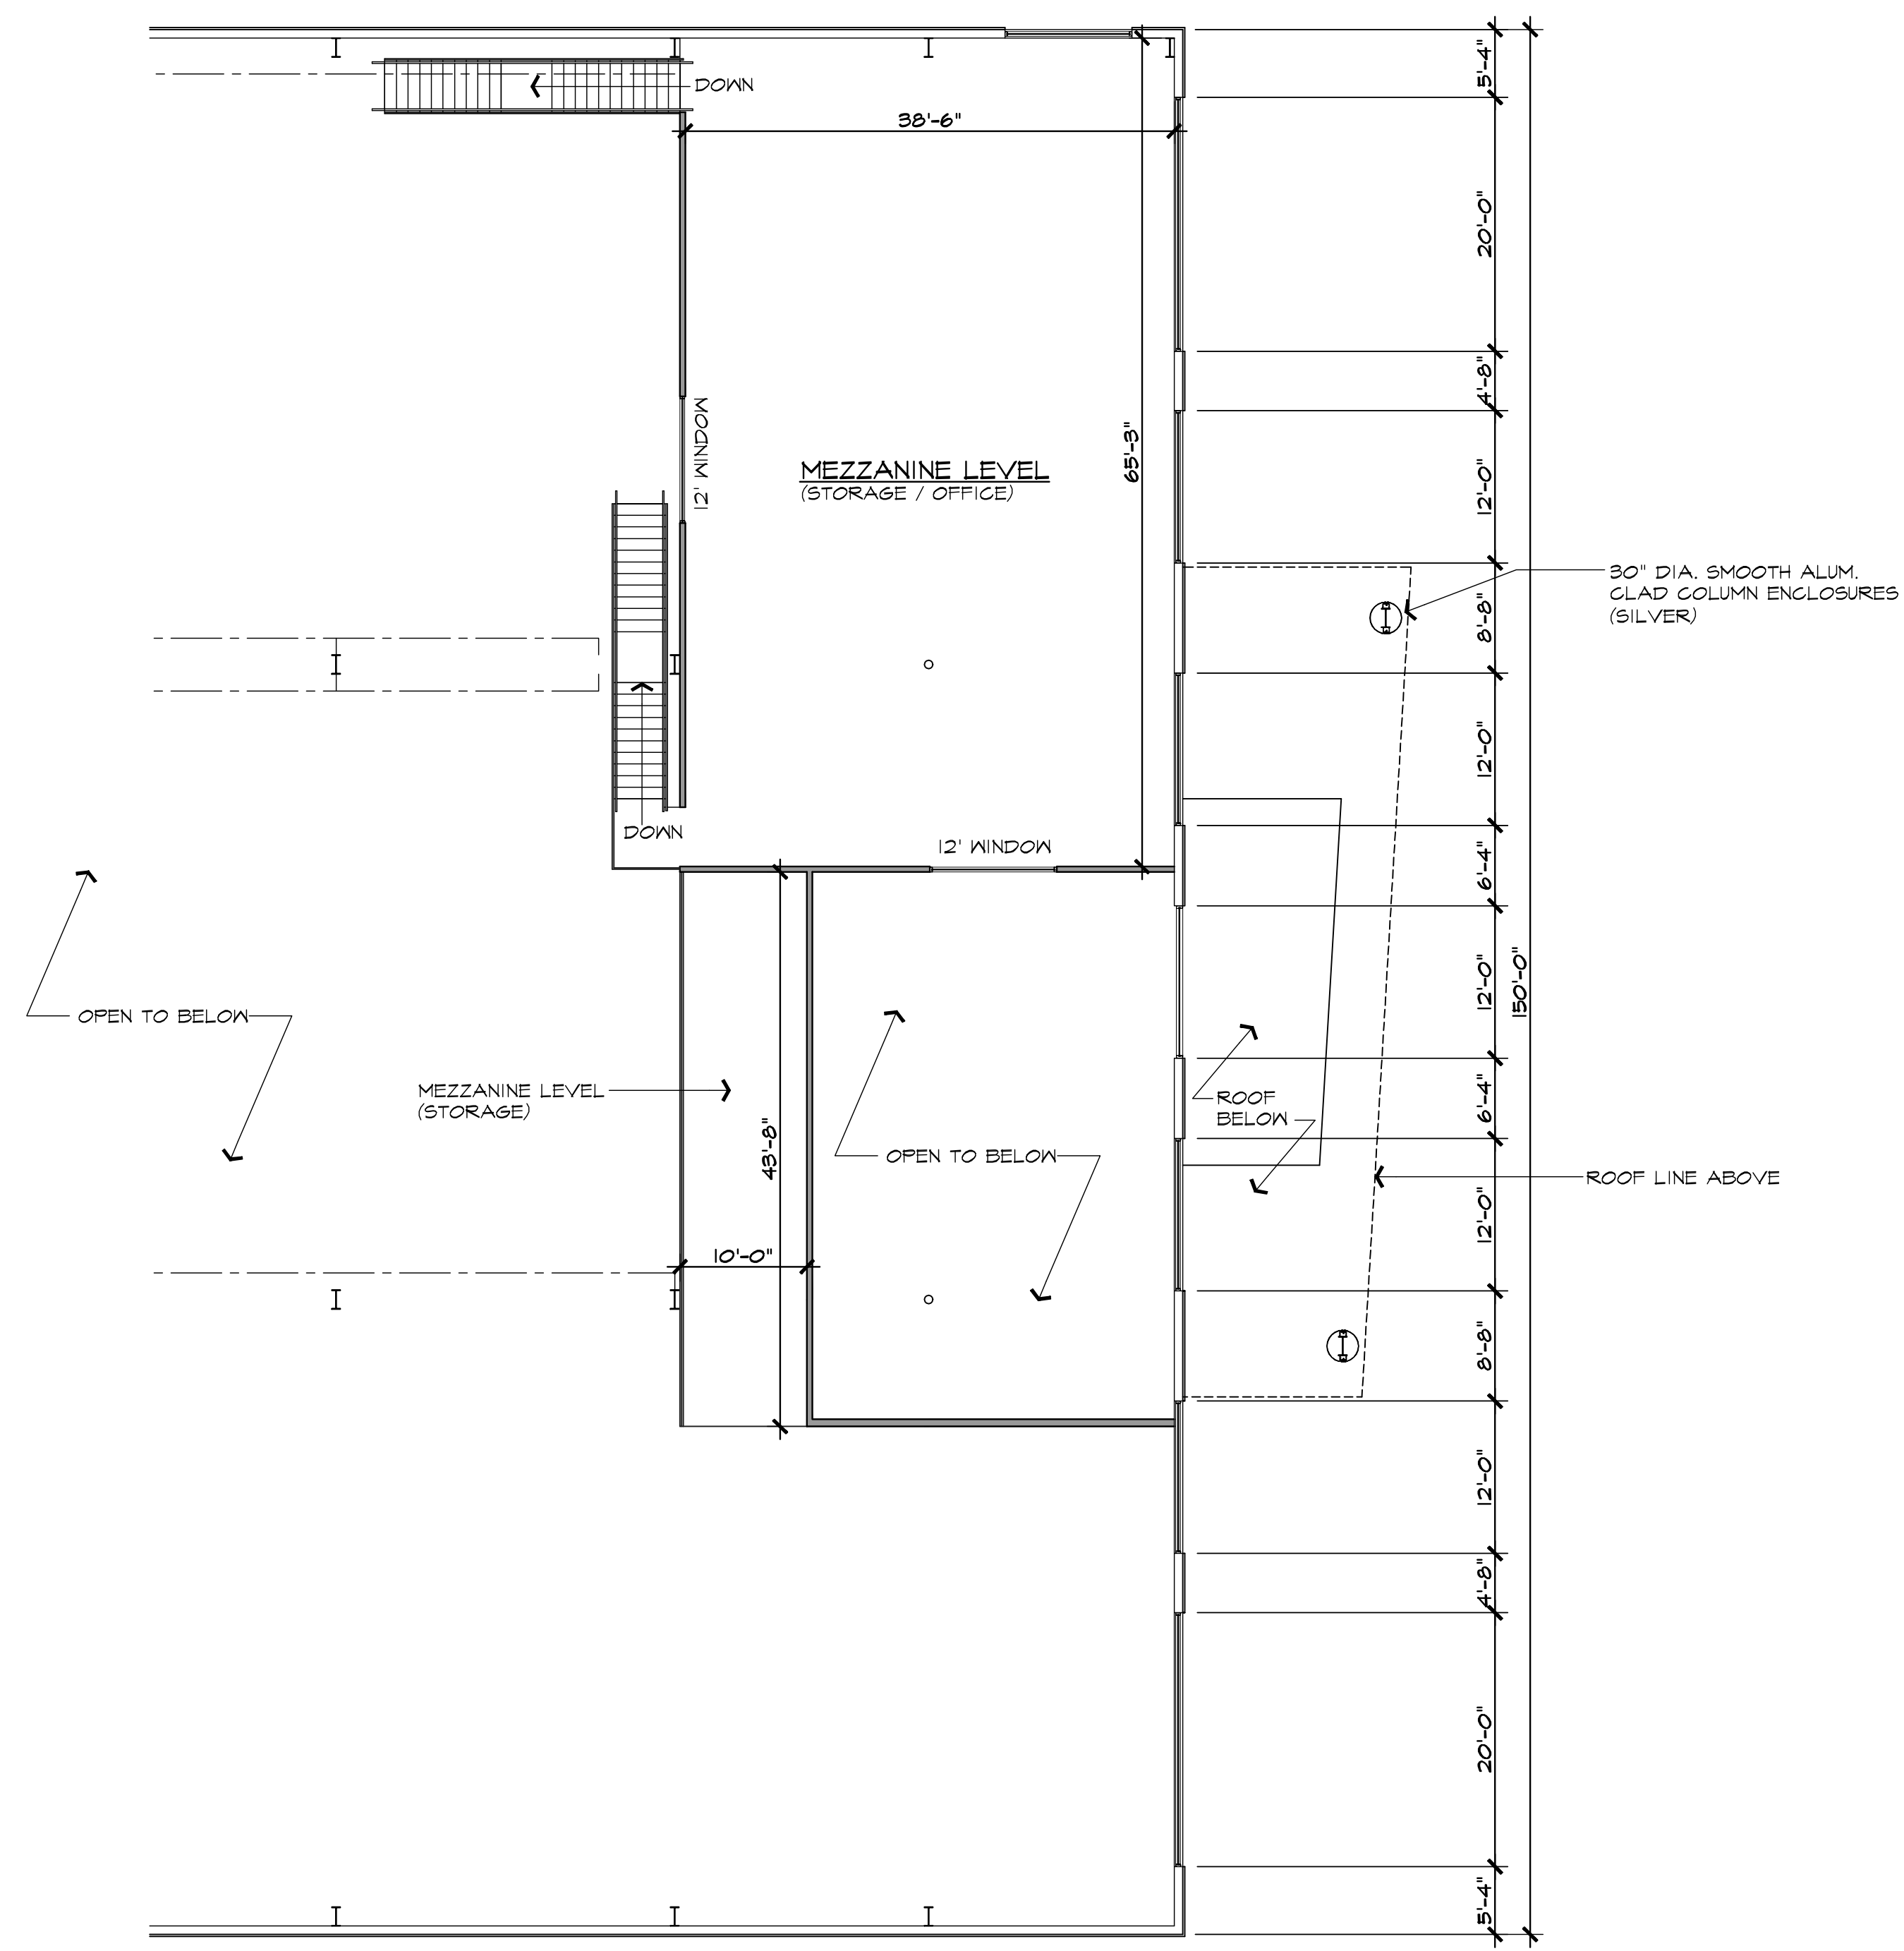 DOWN
38'-6"
5'-4"
20'-0"
4'-8"
12' WINDOW
MEZZANINE LEVEL
(STORAGE / OFFICE)
65'-3"
12'-0"
30" DIA. SMOOTH ALUM.
CLAD COLUMN ENCLOSURES
(SILVER)
8'-8"
12'-0"
DOWN
12' WINDOW
6'-4"
12'-0"
150'-0"
OPEN TO BELOW
MEZZANINE LEVEL
(STORAGE)
ROOF
BELOW
6'-4"
43'-8"
OPEN TO BELOW
ROOF LINE ABOVE
12'-0"
10'-0"
8'-8"
12'-0"
4'-8"
20'-0"
5'-4"